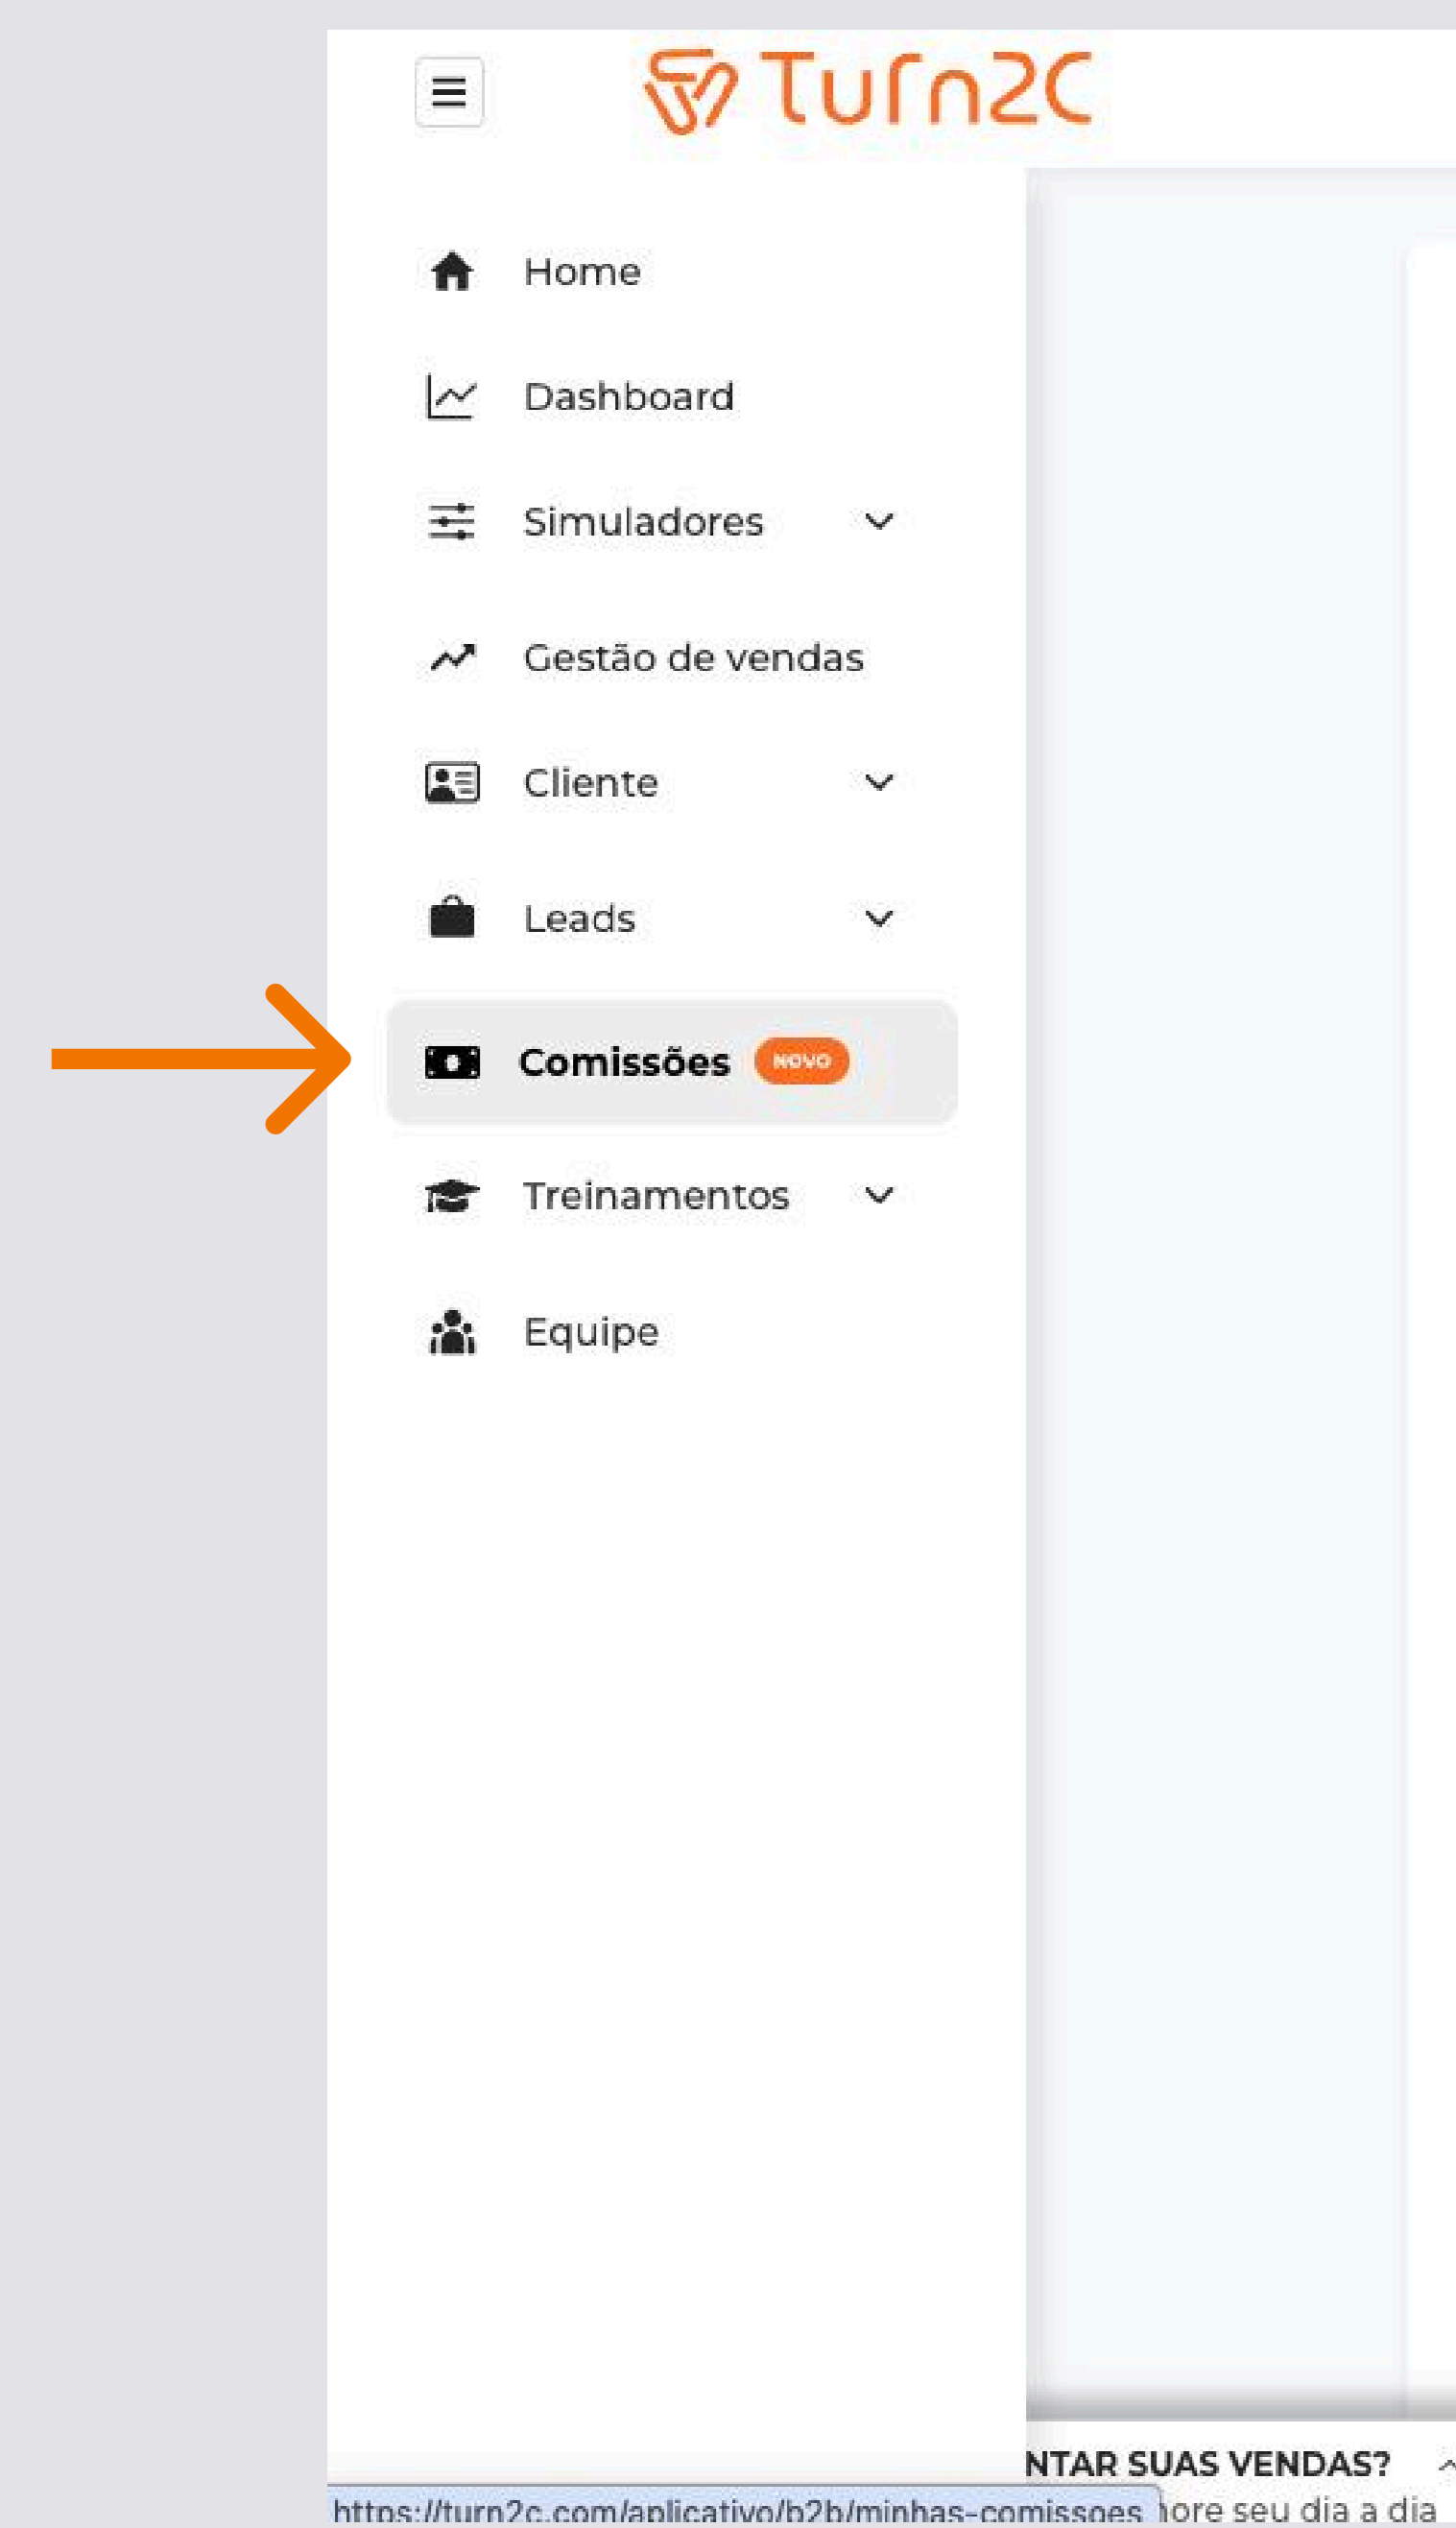 Turn2C
Home
Dashboard
Simuladores
Gestão de vendas
Cliente
Leads
Comissões NOVO
Treinamentos
Equipe
NTAR SUAS VENDAS?
https://turn2c.com/aplicativo/b2b/minhas-comissoes
ore seu dia a dia